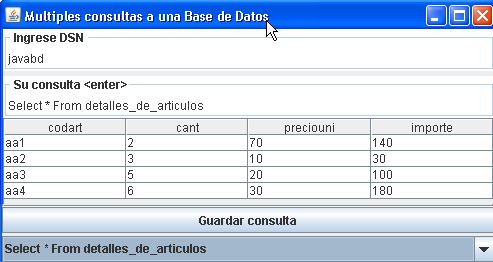 Multiples consultas a una Base de Datos
Ingrese DSN
javabd
Su consulta <enter>
Select * From detalles_de_articulos
codart cant preciouni importe
aa1 2 70 140
aa2 3 10 30
aa3 5 20 100
aa4 6 30 180
Guardar consulta
Select * From detalles_de_articulos